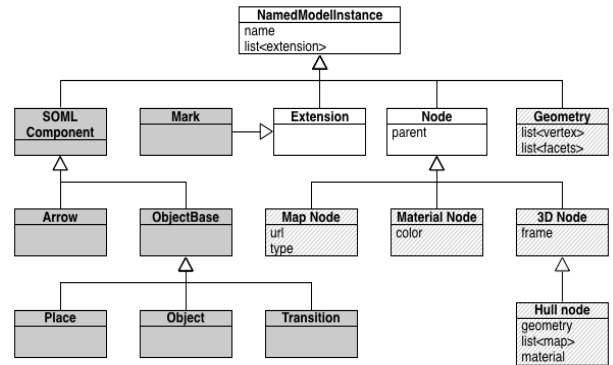 NamedModelInstance
name
list<extension>
SOML
Component
Mark
Extension
Node
parent
Geometry
list<vertex>
list<facets>
Arrow
ObjectBase
Map Node
url
type
Material Node
color
3D Node
frame
Place
Object
Transition
Hull node
geometry
list<map>
material